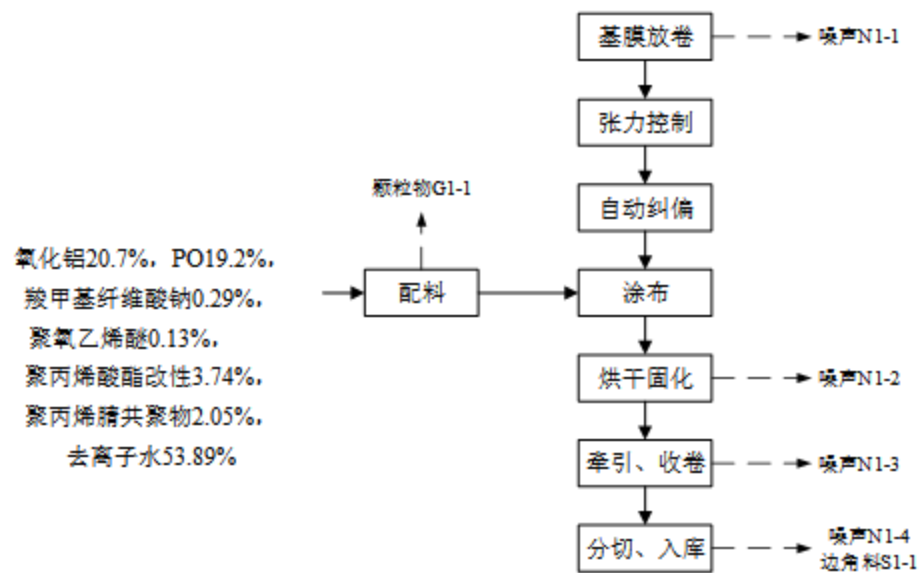 基膜放卷
噪声N1-1
张力控制
颗粒物G1-1
自动纠偏
氧化铝20.7%，PO19.2%，
羧甲基纤维酸钠0.29%，
聚氧乙烯醚0.13%，
聚丙烯酸酯改性3.74%，
聚丙烯腈共聚物2.05%，
去离子水53.89%
配料
涂布
烘干固化
噪声N1-2
牵引、收卷
噪声N1-3
分切、入库
噪声N1-4
边角料S1-1